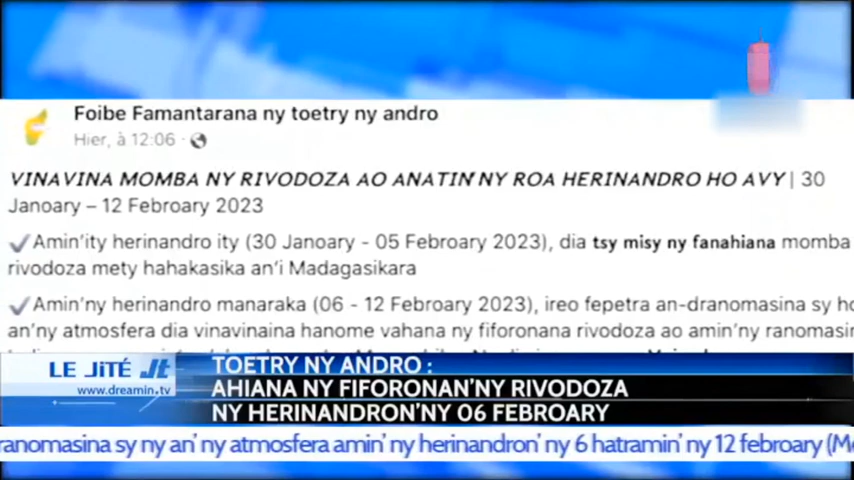 Foibe Famantarana ny toetry ny andro
Hier, à 12:06 ·
VINAVINA MOMBA NY RIVODOZA AO ANATIN'NY ROA HERINANDRO HO AVY | 30
Janoary – 12 Febroary 2023
✔Amin'ity herinandro ity (30 Janoary - 05 Febroary 2023), dia tsy misy ny fanahiana momba
rivodoza mety hahakasika an'i Madagasikara
✔Amin'ny herinandro manaraka (06 - 12 Febroary 2023), ireo fepetra an-dranomasina sy
an'ny atmosfera dia vinavinaina hanome vahana ny fiforonana rivodoza ao amin'ny
LE JiTÉ Jt
www.dreamin.tv
TOETRY NY ANDRO :
AHIANA NY FIFORONAN'NY RIVODOZA
NY HERINANDRON'NY 06 FEBROARY
ranomasina sy ny an' ny atmosfera amin' ny herinandron' ny 6 hatramin' ny 12 febroary